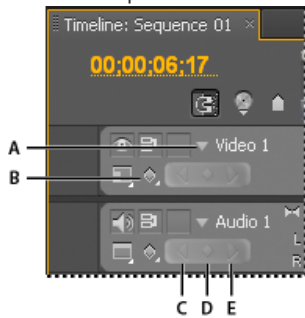 Timeline: Sequence 01 ×
00;00;06;17
A
Video 1
B
Audio 1
L
R
C D E